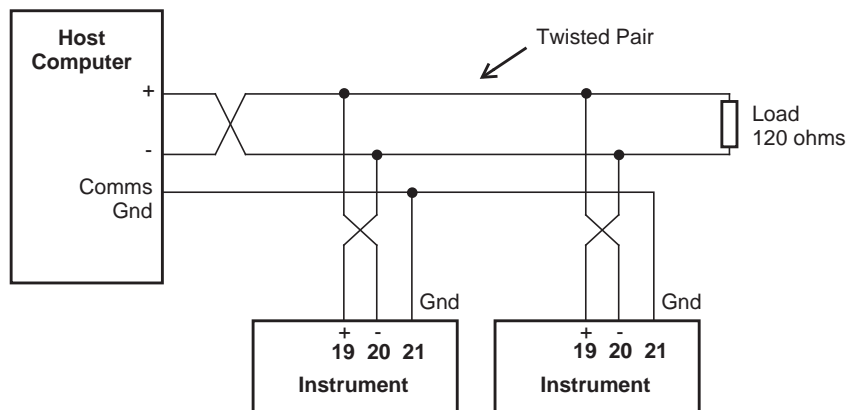 Host
Computer
Twisted Pair
+
-
Load
120 ohms
Comms
Gnd
Gnd
Gnd
+ -
19 20 21
Instrument
+ -
19 20 21
Instrument